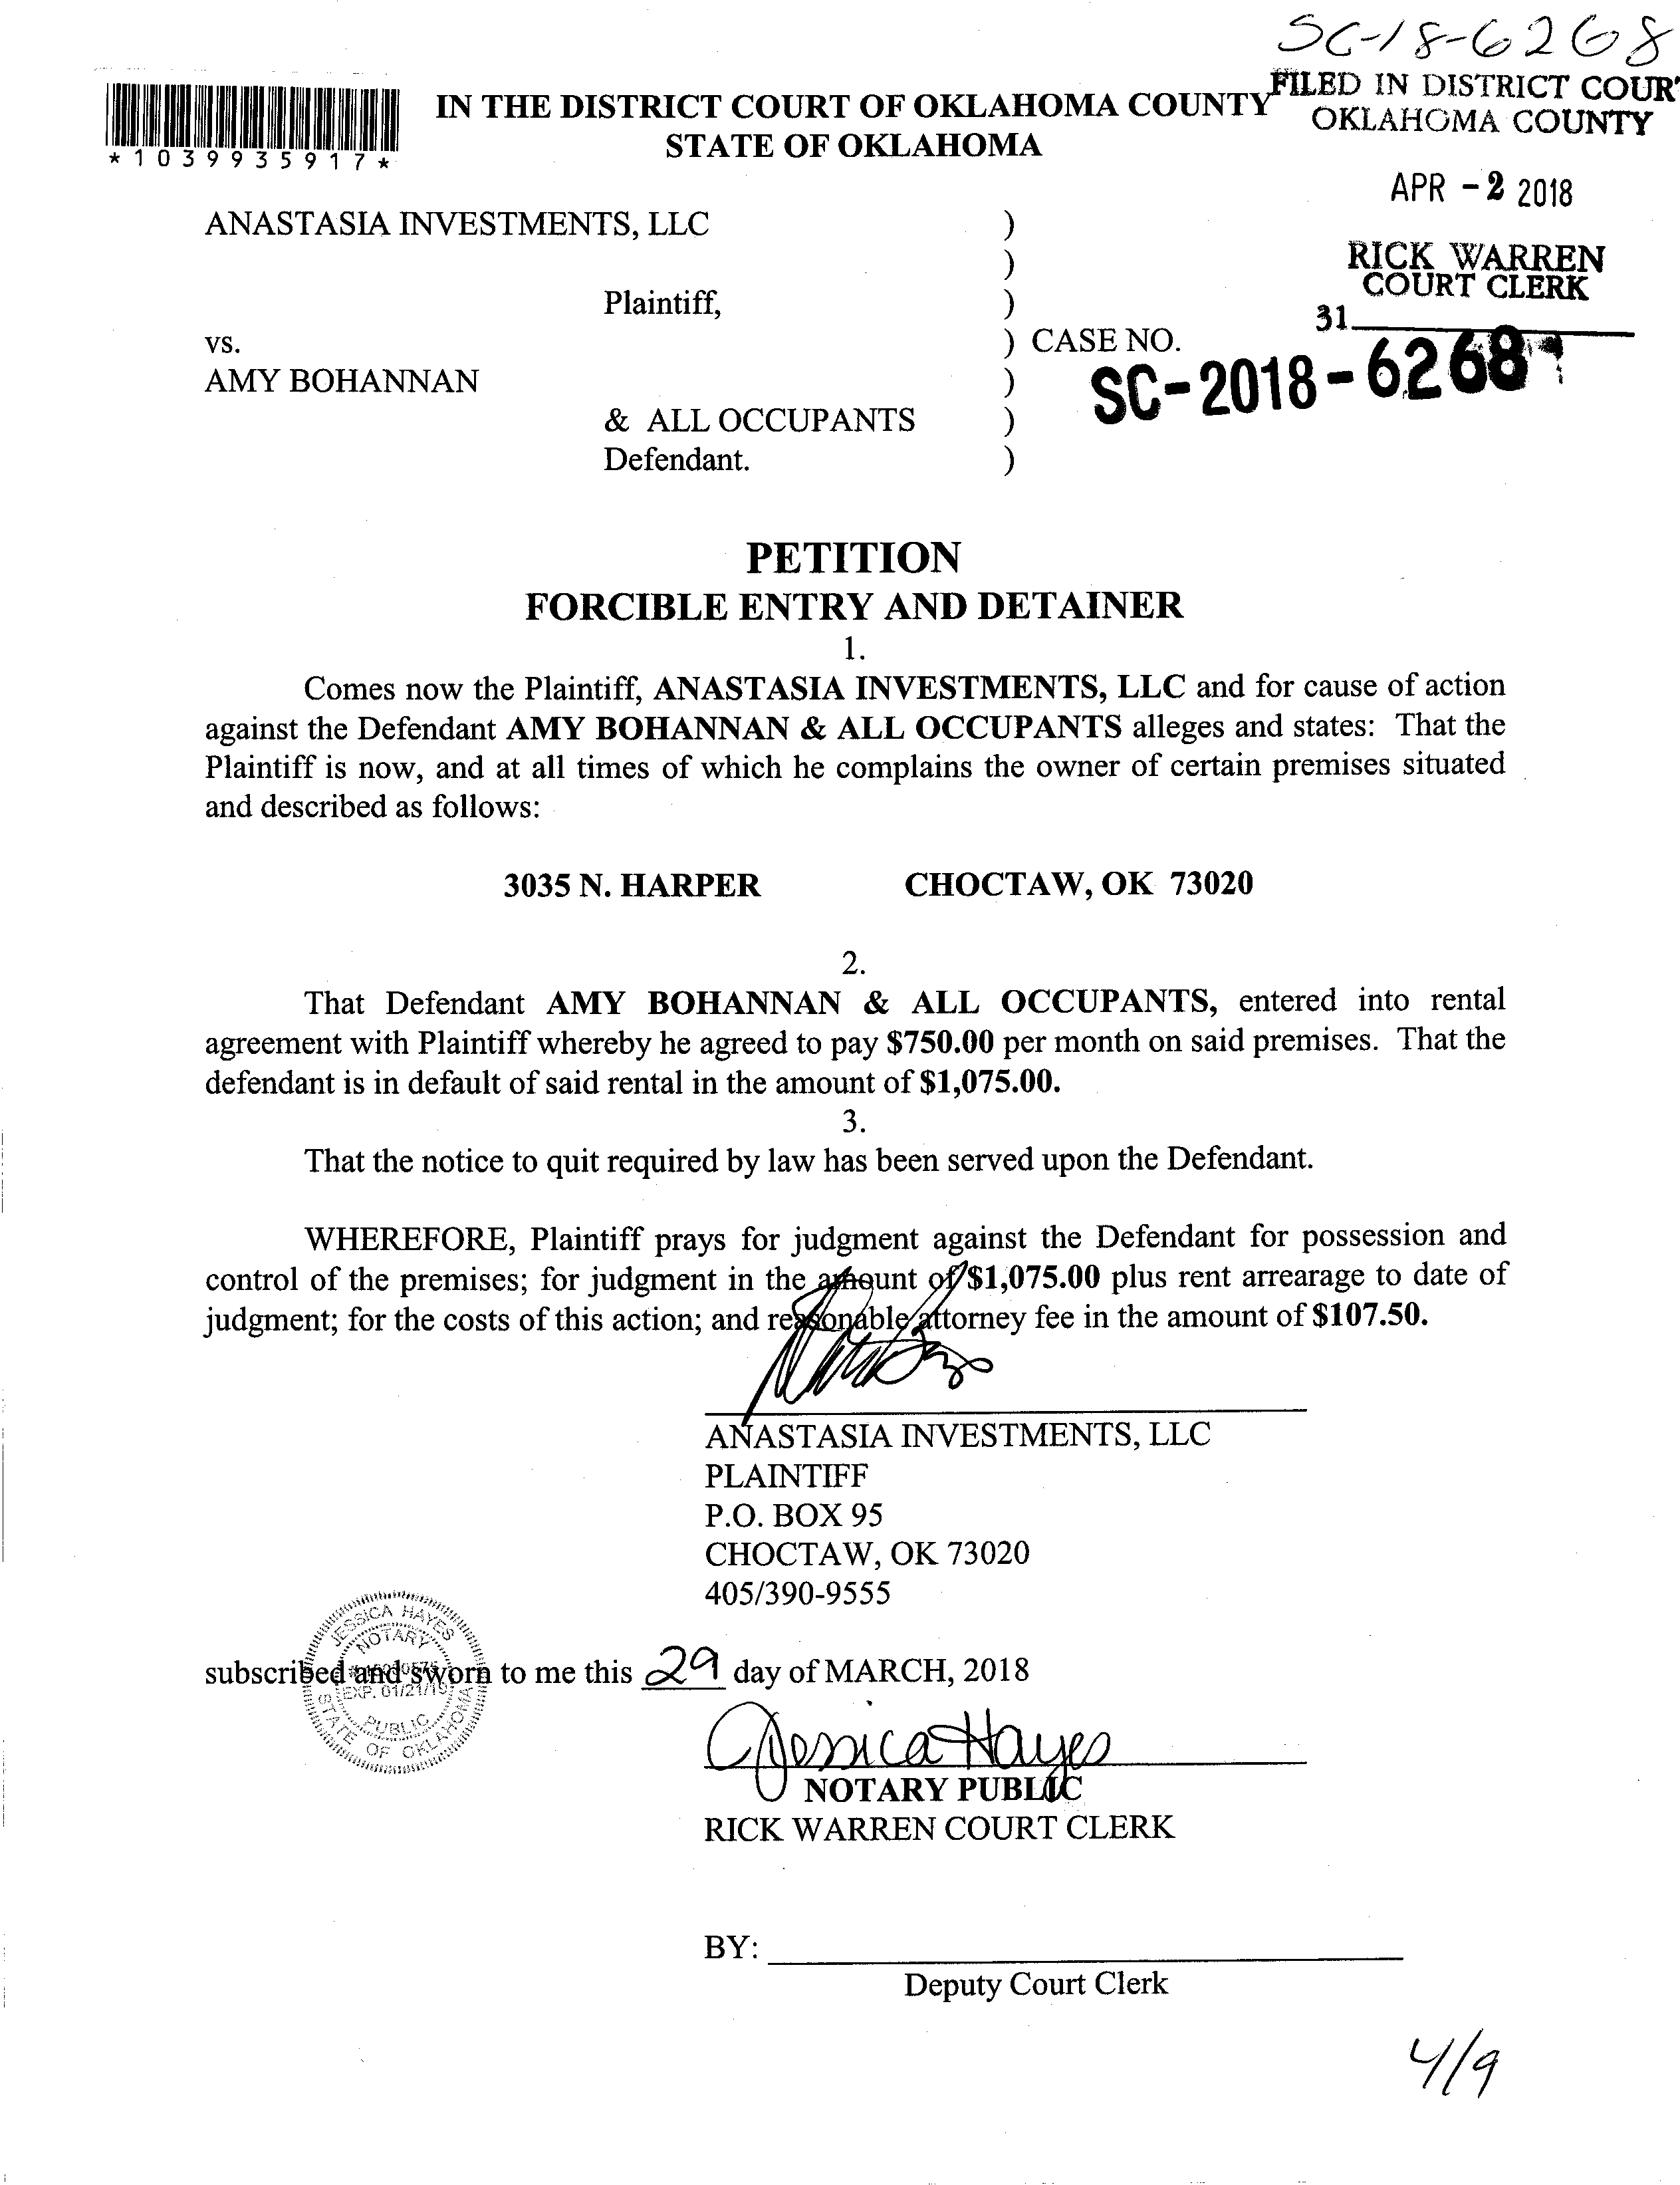 SC-18-6268
FILED IN DISTRICT COUR
OKLAHOMA COUNTY
*1039935917*
IN THE DISTRICT COURT OF OKLAHOMA COUNTY
STATE OF OKLAHOMA
APR -2 2018
RICK WARREN
COURT CLERK
31
ANASTASIA INVESTMENTS, LLC )
)
Plaintiff, )
vs. ) CASE NO.
SC-2018-6268
AMY BOHANNAN )
& ALL OCCUPANTS )
Defendant. )
PETITION
FORCIBLE ENTRY AND DETAINER
1.
Comes now the Plaintiff, ANASTASIA INVESTMENTS, LLC and for cause of action
against the Defendant AMY BOHANNAN & ALL OCCUPANTS alleges and states: That the
Plaintiff is now, and at all times of which he complains the owner of certain premises situated
and described as follows:
3035 N. HARPER CHOCTAW, OK 73020
2.
That Defendant AMY BOHANNAN & ALL OCCUPANTS, entered into rental
agreement with Plaintiff whereby he agreed to pay $750.00 per month on said premises. That the
defendant is in default of said rental in the amount of $1,075.00.
3.
That the notice to quit required by law has been served upon the Defendant.
WHEREFORE, Plaintiff prays for judgment against the Defendant for possession and
control of the premises; for judgment in the amount of $1,075.00 plus rent arrearage to date of
judgment; for the costs of this action; and reasonable attorney fee in the amount of $107.50.
ANASTASIA INVESTMENTS, LLC
PLAINTIFF
P.O. BOX 95
CHOCTAW, OK 73020
405/390-9555
JESSICA HAYES
NOTARY
EXP. 01/21/19
PUBLIC
STATE OF OKLAHOMA
subscribed and sworn to me this 29 day of MARCH, 2018
Jessica Hayes
NOTARY PUBLIC
RICK WARREN COURT CLERK
BY:
Deputy Court Clerk
4/9